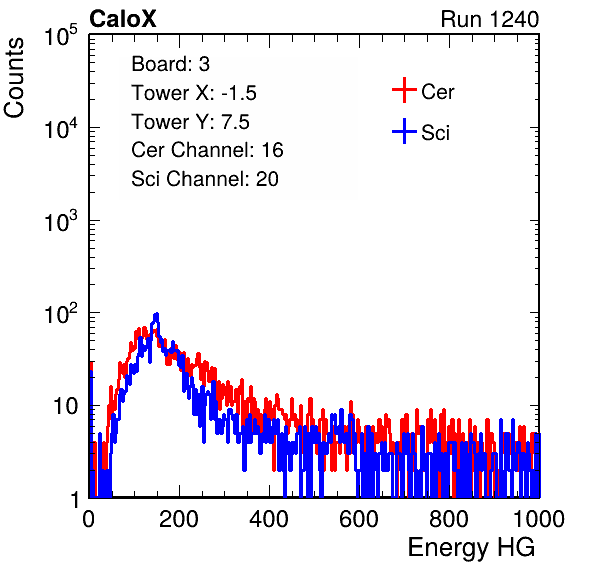 CaloX
Run 1240
Counts
Board: 3
Tower X: -1.5
Tower Y: 7.5
Cer Channel: 16
Sci Channel: 20
Cer
Sci
10^5
10^4
10^3
10^2
10
1
0 200 400 600 800 1000
Energy HG